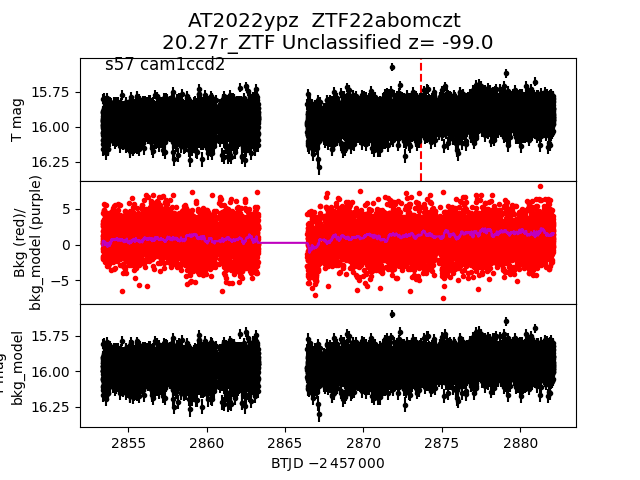 AT2022ypz  ZTF22abomczt
20.27r_ZTF Unclassified z= -99.0
s57 cam1ccd2
T mag
15.75
16.00
16.25
Bkg (red)/
bkg_model (purple)
5
0
−5
bkg_model
15.75
16.00
16.25
2855
2860
2865
2870
2875
2880
BTJD −2 457 000